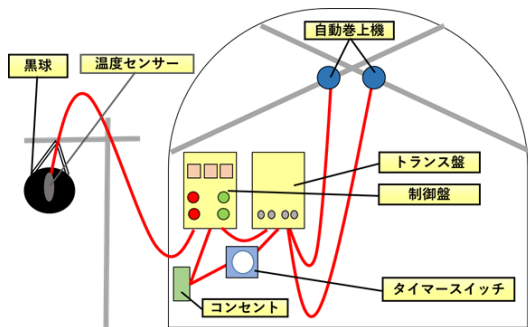 自動巻上機
黒球
温度センサー
トランス盤
制御盤
タイマースイッチ
コンセント